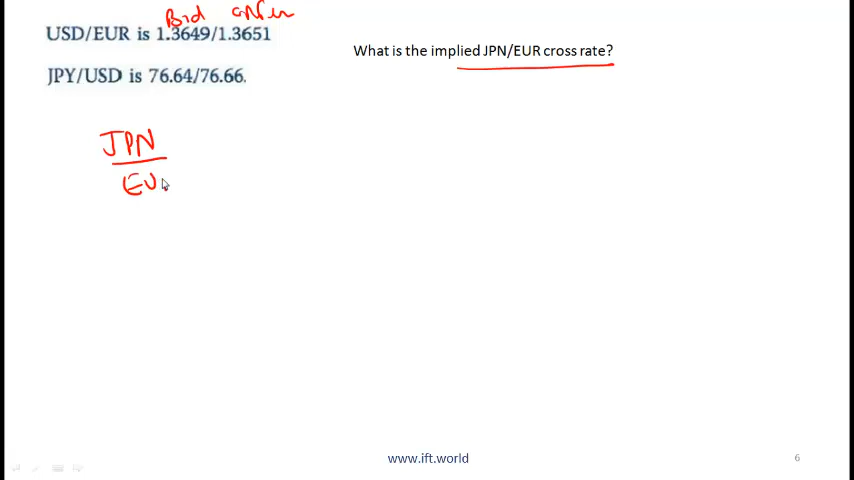 Bid offer
USD/EUR is 1.3649/1.3651
What is the implied JPN/EUR cross rate?
JPY/USD is 76.64/76.66.
JPN
EU
www.ift.world
6